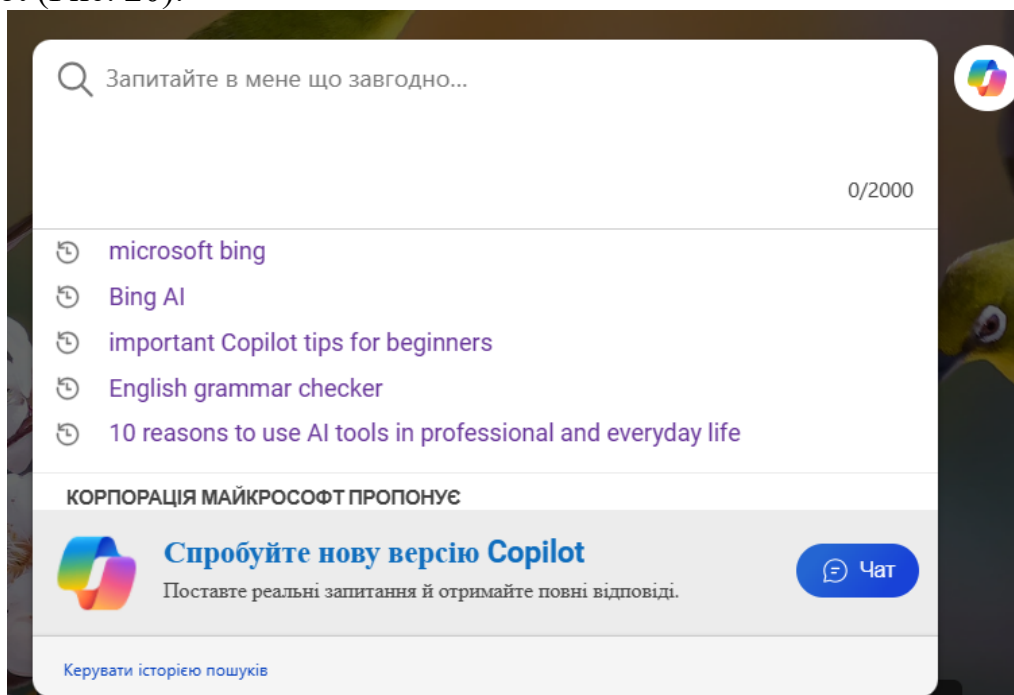 Запитайте в мене що завгодно...
0/2000
microsoft bing
Bing AI
important Copilot tips for beginners
English grammar checker
10 reasons to use AI tools in professional and everyday life
КОРПОРАЦІЯ МАЙКРОСОФТ ПРОПОНУЄ
Спробуйте нову версію Copilot
Поставте реальні запитання й отримайте повні відповіді.
Чат
Керувати історією пошуків